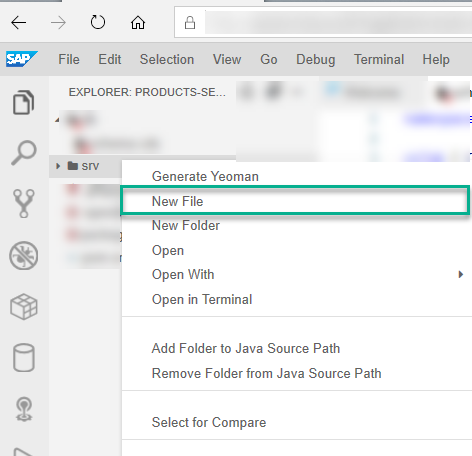 SAP File Edit Selection View Go Debug Terminal Help
EXPLORER: PRODUCTS-SE...
srv
Generate Yeoman
New File
New Folder
Open
Open With
Open in Terminal
Add Folder to Java Source Path
Remove Folder from Java Source Path
Select for Compare